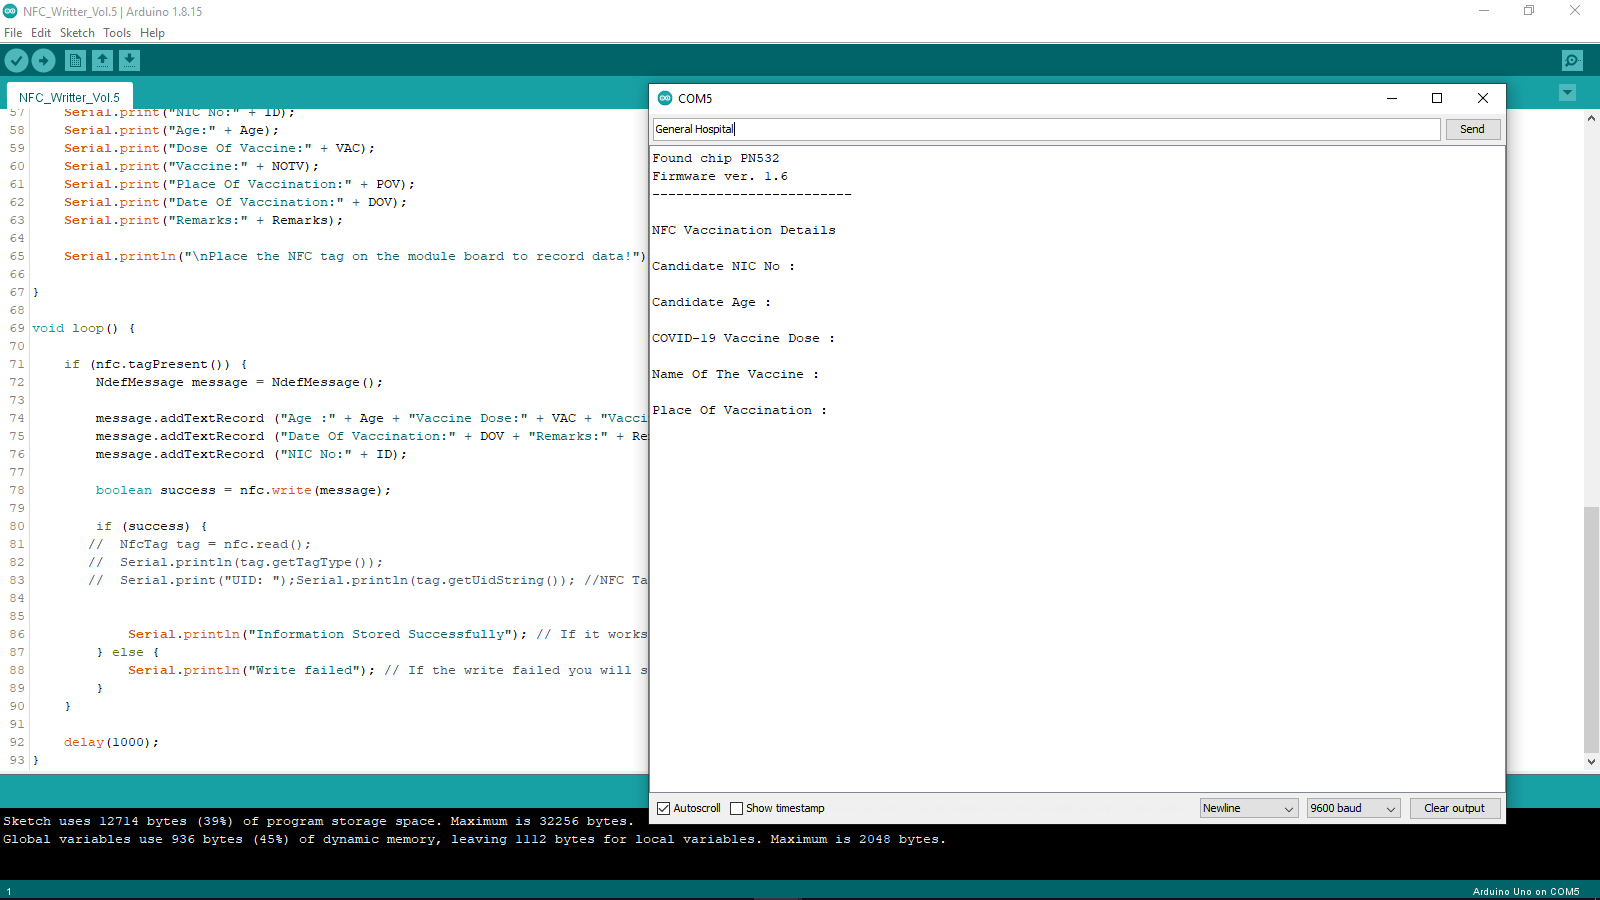 NFC_Writter_Vol.5 | Arduino 1.8.15
File Edit Sketch Tools Help
NFC_Writter_Vol.5
57 Serial.print("NIC No:" + ID);
58 Serial.print("Age:" + Age);
59 Serial.print("Dose Of Vaccine:" + VAC);
60 Serial.print("Vaccine:" + NOTV);
61 Serial.print("Place Of Vaccination:" + POV);
62 Serial.print("Date Of Vaccination:" + DOV);
63 Serial.print("Remarks:" + Remarks);
64
65 Serial.println("\nPlace the NFC tag on the module board to record data!")
66
67 }
68
69 void loop() {
70
71 if (nfc.tagPresent()) {
72 NdefMessage message = NdefMessage();
73
74 message.addTextRecord ("Age :" + Age + "Vaccine Dose:" + VAC + "Vacci
75 message.addTextRecord ("Date Of Vaccination:" + DOV + "Remarks:" + Re
76 message.addTextRecord ("NIC No:" + ID);
77
78 boolean success = nfc.write(message);
79
80 if (success) {
81 // NfcTag tag = nfc.read();
82 // Serial.println(tag.getTagType());
83 // Serial.print("UID: ");Serial.println(tag.getUidString()); //NFC Ta
84
85
86 Serial.println("Information Stored Successfully"); // If it works
87 } else {
88 Serial.println("Write failed"); // If the write failed you will s
89 }
90 }
91
92 delay(1000);
93 }
COM5
General Hospital
Send
Found chip PN532
Firmware ver. 1.6
-------------------------
NFC Vaccination Details
Candidate NIC No :
Candidate Age :
COVID-19 Vaccine Dose :
Name Of The Vaccine :
Place Of Vaccination :
Autoscroll Show timestamp Newline 9600 baud Clear output
Sketch uses 12714 bytes (39%) of program storage space. Maximum is 32256 bytes.
Global variables use 936 bytes (45%) of dynamic memory, leaving 1112 bytes for local variables. Maximum is 2048 bytes.
1 Arduino Uno on COM5